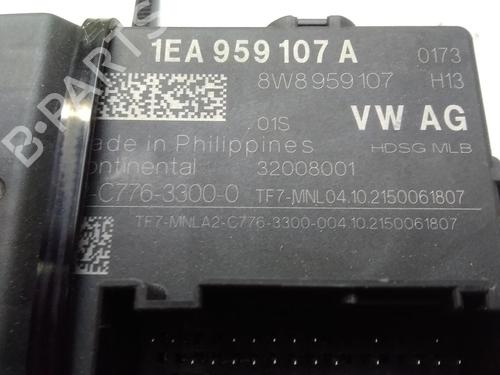 1EA 959 107 A 0173
8W8 959 107 H13
.01S VW AG
ade in Philippines HDSG MLB
ontinental 32008001
-C776-3300-0 TF7-MNL04.10.2150061807
TF7-MNLA2-C776-3300-004.10.2150061807
B-PARTS